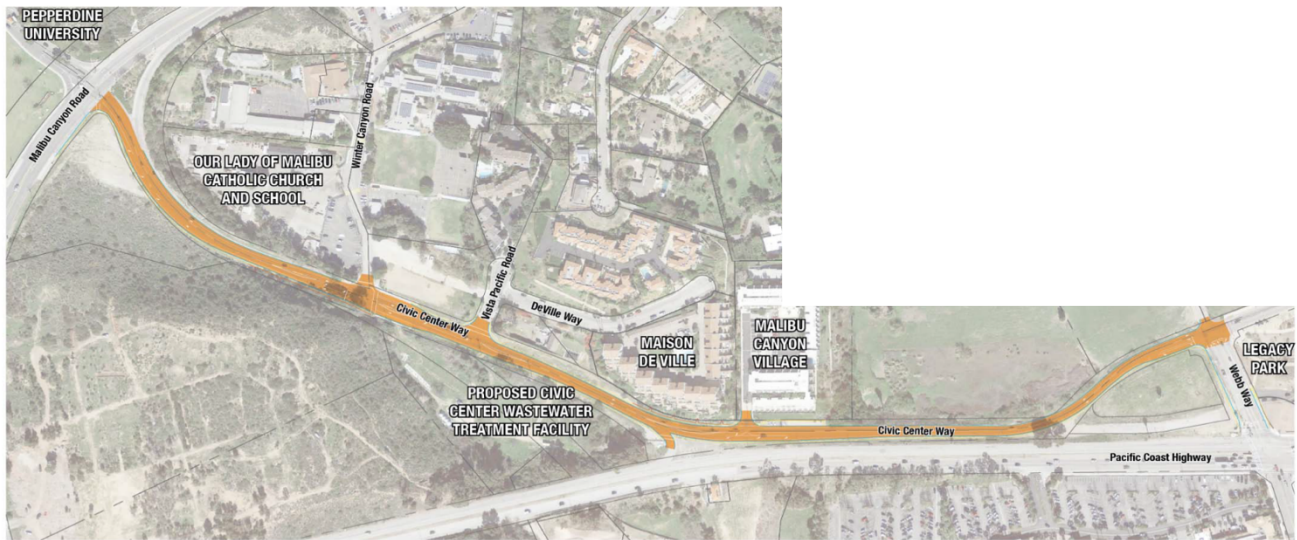 PEPPERDINE
UNIVERSITY
Malibu Canyon Road
OUR LADY OF MALIBU
CATHOLIC CHURCH
AND SCHOOL
Winter Canyon Road
Civic Center Way
Vista Pacific Road
DeVille Way
MAISON
DE VILLE
MALIBU
CANYON
VILLAGE
PROPOSED CIVIC
CENTER WASTEWATER
TREATMENT FACILITY
Civic Center Way
LEGACY
PARK
Webb Way
Pacific Coast Highway